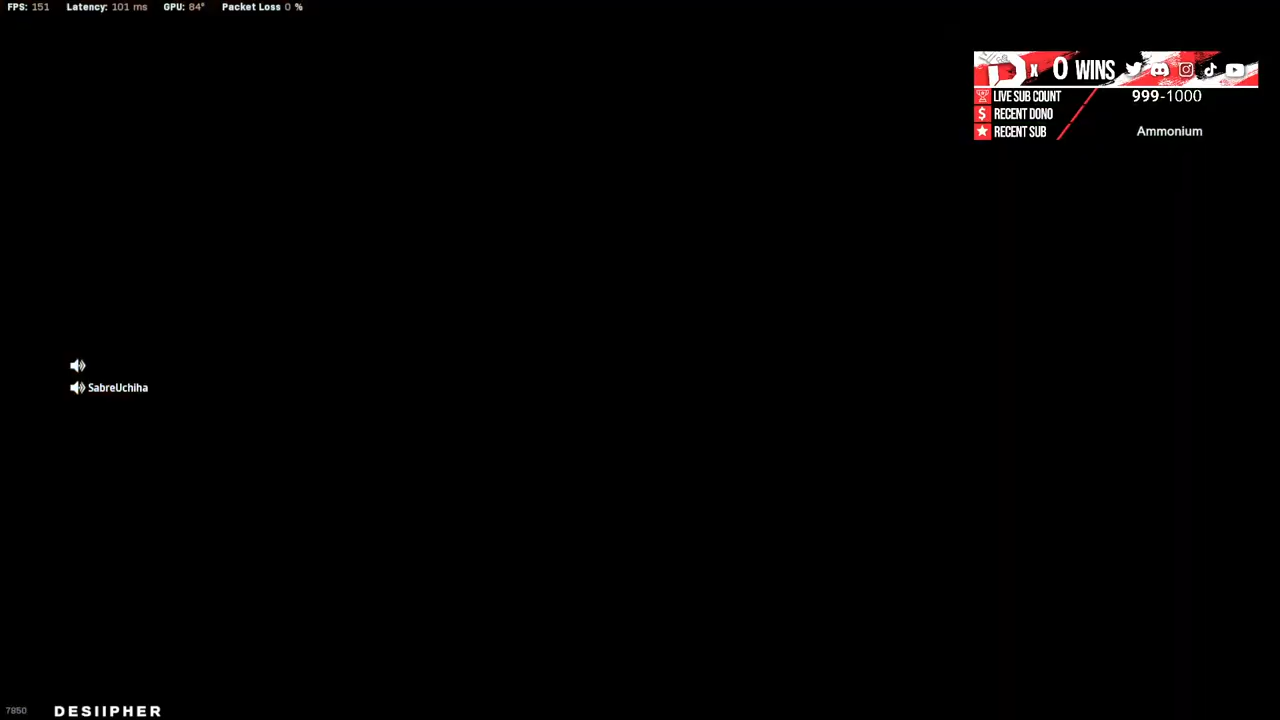 FPS: 151 Latency: 101 ms GPU: 84° Packet Loss 0 %
D x 0 WINS
LIVE SUB COUNT 999-1000
RECENT DONO
RECENT SUB Ammonium
SabreUchiha
7850 DESIIPHER